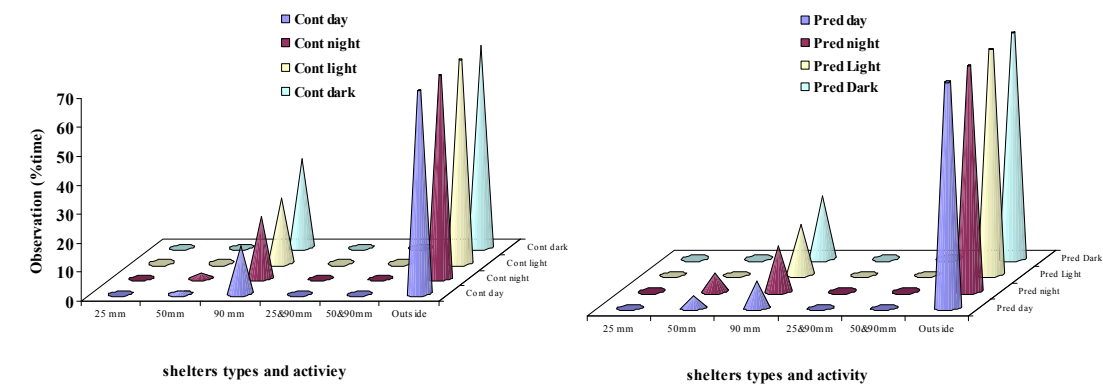 Cont day
Cont night
Cont light
Cont dark
70
60
50
40
30
20
10
0
Observation (%time)
25 mm
50mm
90 mm
25&90mm
50&90mm
Outside
Cont day
Cont night
Cont light
Cont dark
shelters types and activiey
Pred day
Pred night
Pred Light
Pred Dark
25 mm
50mm
90 mm
25&90mm
50&90mm
Outside
Pred day
Pred night
Pred Light
Pred Dark
shelters types and activity